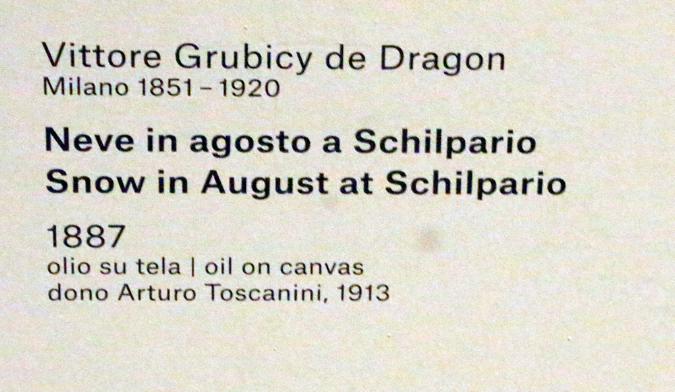 Vittore Grubicy de Dragon
Milano 1851 – 1920
Neve in agosto a Schilpario
Snow in August at Schilpario
1887
olio su tela | oil on canvas
dono Arturo Toscanini, 1913